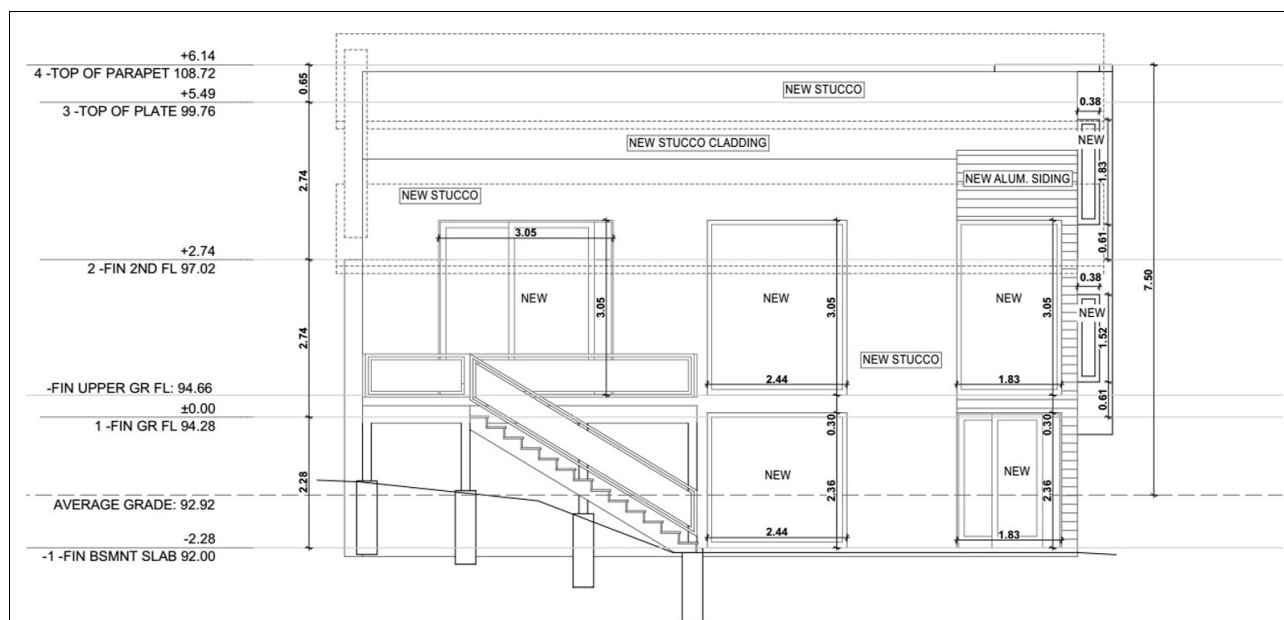 +6.14
4 -TOP OF PARAPET 108.72
0.65
+5.49
3 -TOP OF PLATE 99.76
2.74
+2.74
2 -FIN 2ND FL 97.02
2.74
-FIN UPPER GR FL: 94.66
±0.00
1 -FIN GR FL 94.28
2.28
AVERAGE GRADE: 92.92
-2.28
-1 -FIN BSMNT SLAB 92.00
NEW STUCCO
NEW STUCCO CLADDING
NEW STUCCO
NEW ALUM. SIDING
0.38
NEW
1.83
0.61
7.50
3.05
NEW
3.05
NEW
3.05
2.44
NEW
3.05
1.83
0.38
NEW
1.52
0.61
NEW STUCCO
0.30
NEW
2.36
2.44
0.30
NEW
2.36
1.83